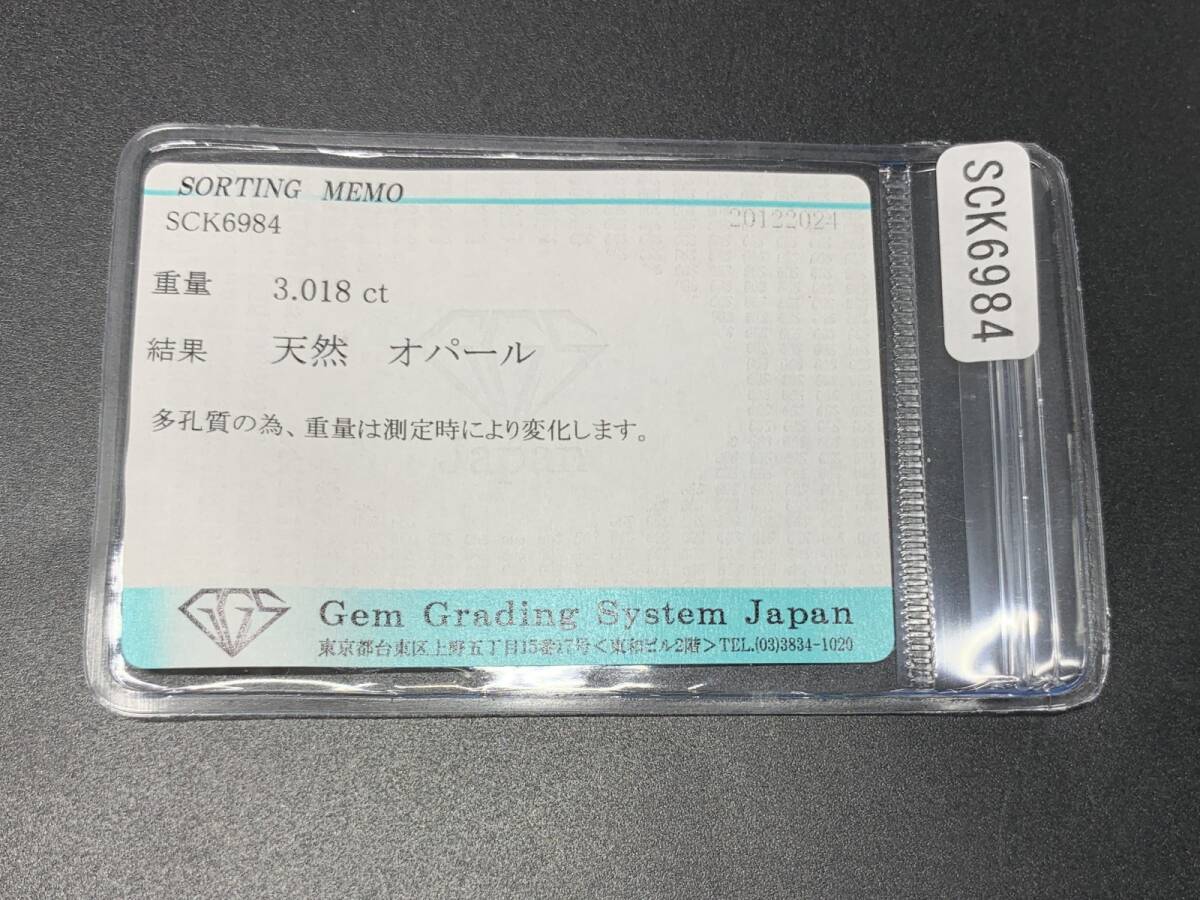 SORTING MEMO
SCK6984 20122024
重量 3.018 ct
結果 天然 オパール
多孔質の為、重量は測定時により変化します。
GGS Gem Grading System Japan
東京都台東区上野五丁目15番17号＜東和ビル2階＞TEL.(03)3834-1020
SCK6984